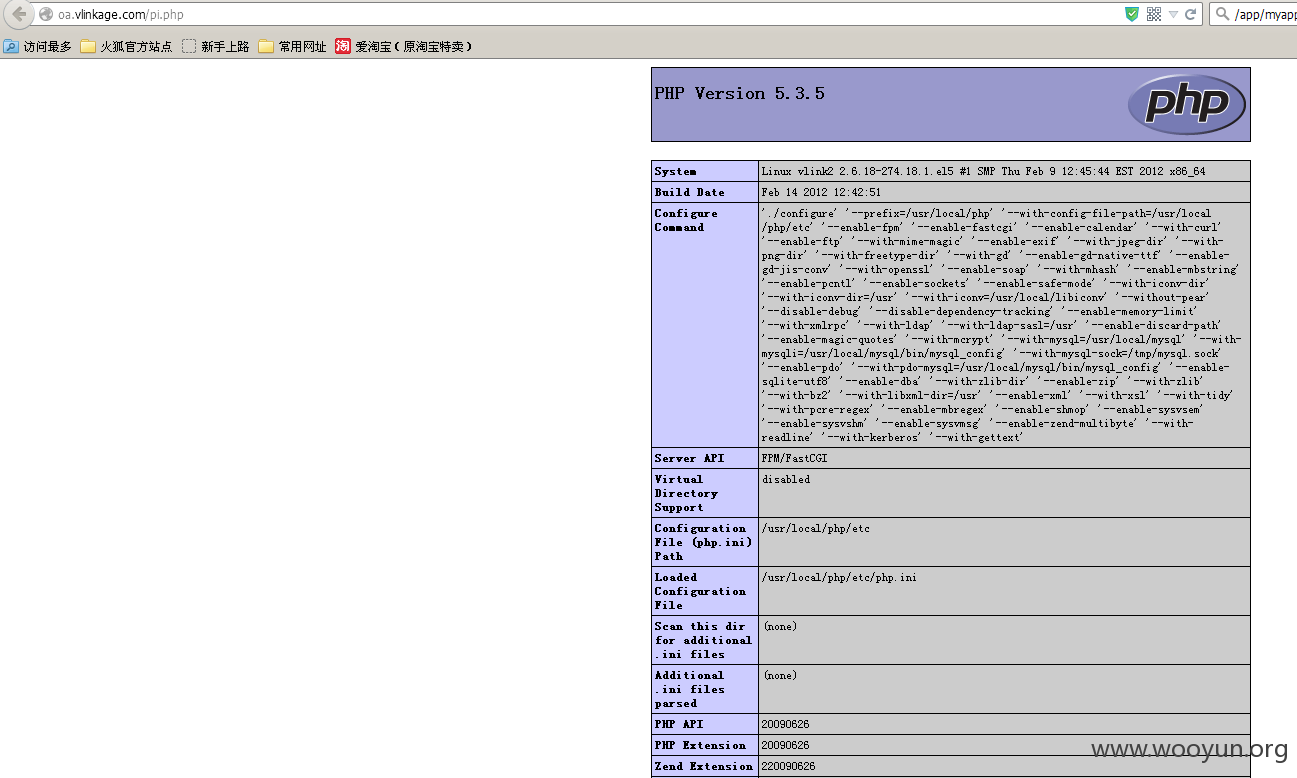 oa.vlinkage.com/pi.php
/app/myapp
访问最多 火狐官方站点 新手上路 常用网址 淘 爱淘宝（原淘宝特卖）
PHP Version 5.3.5
php
System Linux vlink2 2.6.18-274.18.1.el5 #1 SMP Thu Feb 9 12:45:44 EST 2012 x86_64
Build Date Feb 14 2012 12:42:51
Configure './configure' '--prefix=/usr/local/php' '--with-config-file-path=/usr/local
Command /php/etc' '--enable-fpm' '--enable-fastcgi' '--enable-calendar' '--with-curl'
'--enable-ftp' '--with-mime-magic' '--enable-exif' '--with-jpeg-dir' '--with-
png-dir' '--with-freetype-dir' '--with-gd' '--enable-gd-native-ttf' '--enable-
gd-jis-conv' '--with-openssl' '--enable-soap' '--with-mhash' '--enable-mbstring'
'--enable-pcntl' '--enable-sockets' '--enable-safe-mode' '--with-iconv-dir'
'--with-iconv-dir=/usr' '--with-iconv=/usr/local/libiconv' '--without-pear'
'--disable-debug' '--disable-dependency-tracking' '--enable-memory-limit'
'--with-xmlrpc' '--with-ldap' '--with-ldap-sasl=/usr' '--enable-discard-path'
'--enable-magic-quotes' '--with-mcrypt' '--with-mysql=/usr/local/mysql' '--with-
mysqli=/usr/local/mysql/bin/mysql_config' '--with-mysql-sock=/tmp/mysql.sock'
'--enable-pdo' '--with-pdo-mysql=/usr/local/mysql/bin/mysql_config' '--enable-
sqlite-utf8' '--enable-dba' '--with-zlib-dir' '--enable-zip' '--with-zlib'
'--with-bz2' '--with-libxml-dir=/usr' '--enable-xml' '--with-xsl' '--with-tidy'
'--with-pcre-regex' '--enable-mbregex' '--enable-shmop' '--enable-sysvsem'
'--enable-sysvshm' '--enable-sysvmsg' '--enable-zend-multibyte' '--with-
readline' '--with-kerberos' '--with-gettext'
Server API FPM/FastCGI
Virtual disabled
Directory
Support
Configuration /usr/local/php/etc
File (php.ini)
Path
Loaded /usr/local/php/etc/php.ini
Configuration
File
Scan this dir (none)
for additional
.ini files
Additional (none)
.ini files
parsed
PHP API 20090626
PHP Extension 20090626
Zend Extension 220090626
www.wooyun.org